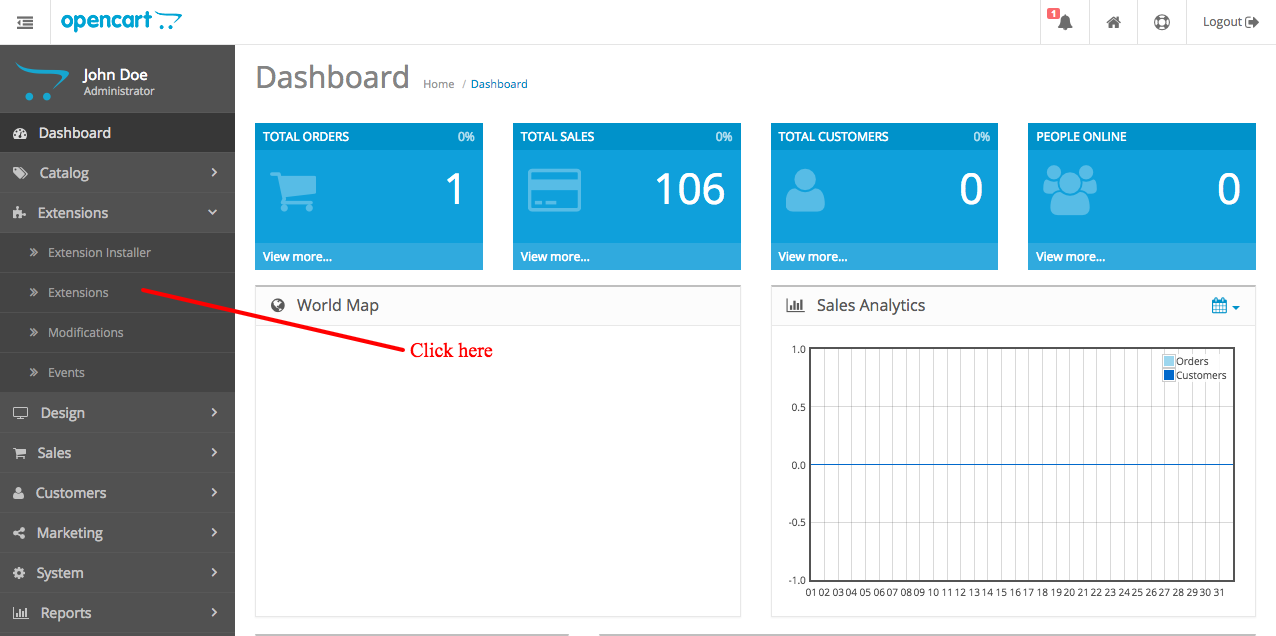 opencart
1
Logout
John Doe
Administrator
Dashboard
Catalog
Extensions
Extension Installer
Extensions
Modifications
Events
Design
Sales
Customers
Marketing
System
Reports
Dashboard
Home / Dashboard
TOTAL ORDERS 0%
1
View more...
TOTAL SALES 0%
106
View more...
TOTAL CUSTOMERS 0%
0
View more...
PEOPLE ONLINE
0
View more...
World Map
Click here
Sales Analytics
Orders
Customers
1.0
0.5
0.0
-0.5
-1.0
01 02 03 04 05 06 07 08 09 10 11 12 13 14 15 16 17 18 19 20 21 22 23 24 25 26 27 28 29 30 31